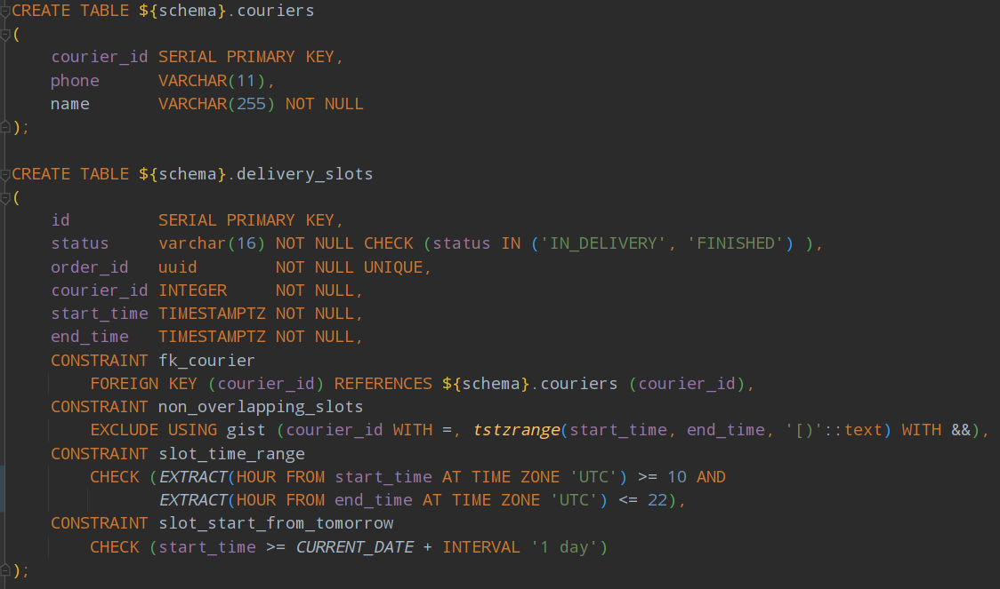 CREATE TABLE ${schema}.couriers
(
    courier_id SERIAL PRIMARY KEY,
    phone      VARCHAR(11),
    name       VARCHAR(255) NOT NULL
);

CREATE TABLE ${schema}.delivery_slots
(
    id         SERIAL PRIMARY KEY,
    status     varchar(16) NOT NULL CHECK (status IN ('IN_DELIVERY', 'FINISHED') ),
    order_id   uuid        NOT NULL UNIQUE,
    courier_id INTEGER     NOT NULL,
    start_time TIMESTAMPTZ NOT NULL,
    end_time   TIMESTAMPTZ NOT NULL,
    CONSTRAINT fk_courier
        FOREIGN KEY (courier_id) REFERENCES ${schema}.couriers (courier_id),
    CONSTRAINT non_overlapping_slots
        EXCLUDE USING gist (courier_id WITH =, tstzrange(start_time, end_time, '[)'::text) WITH &&),
    CONSTRAINT slot_time_range
        CHECK (EXTRACT(HOUR FROM start_time AT TIME ZONE 'UTC') >= 10 AND
               EXTRACT(HOUR FROM end_time AT TIME ZONE 'UTC') <= 22),
    CONSTRAINT slot_start_from_tomorrow
        CHECK (start_time >= CURRENT_DATE + INTERVAL '1 day')
);